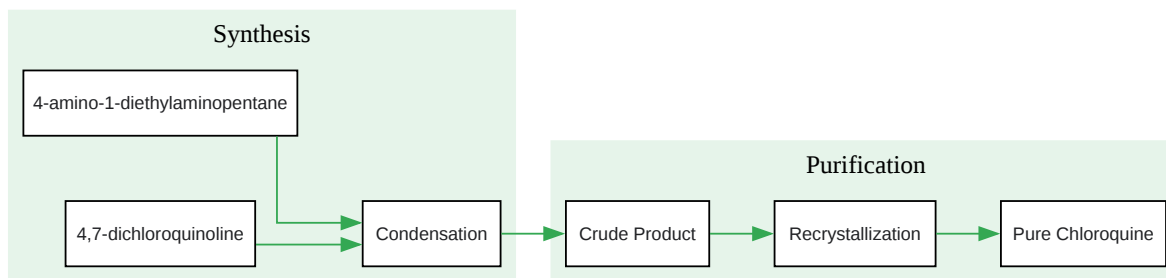 Synthesis
4-amino-1-diethylaminopentane
4,7-dichloroquinoline
Condensation
Purification
Crude Product
Recrystallization
Pure Chloroquine